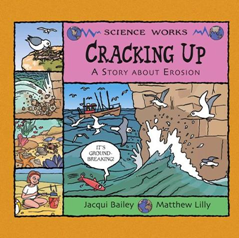 SCIENCE WORKS
CRACKING UP
A STORY ABOUT EROSION
IT'S
GROUND-
BREAKING!
Jacqui Bailey
Matthew Lilly